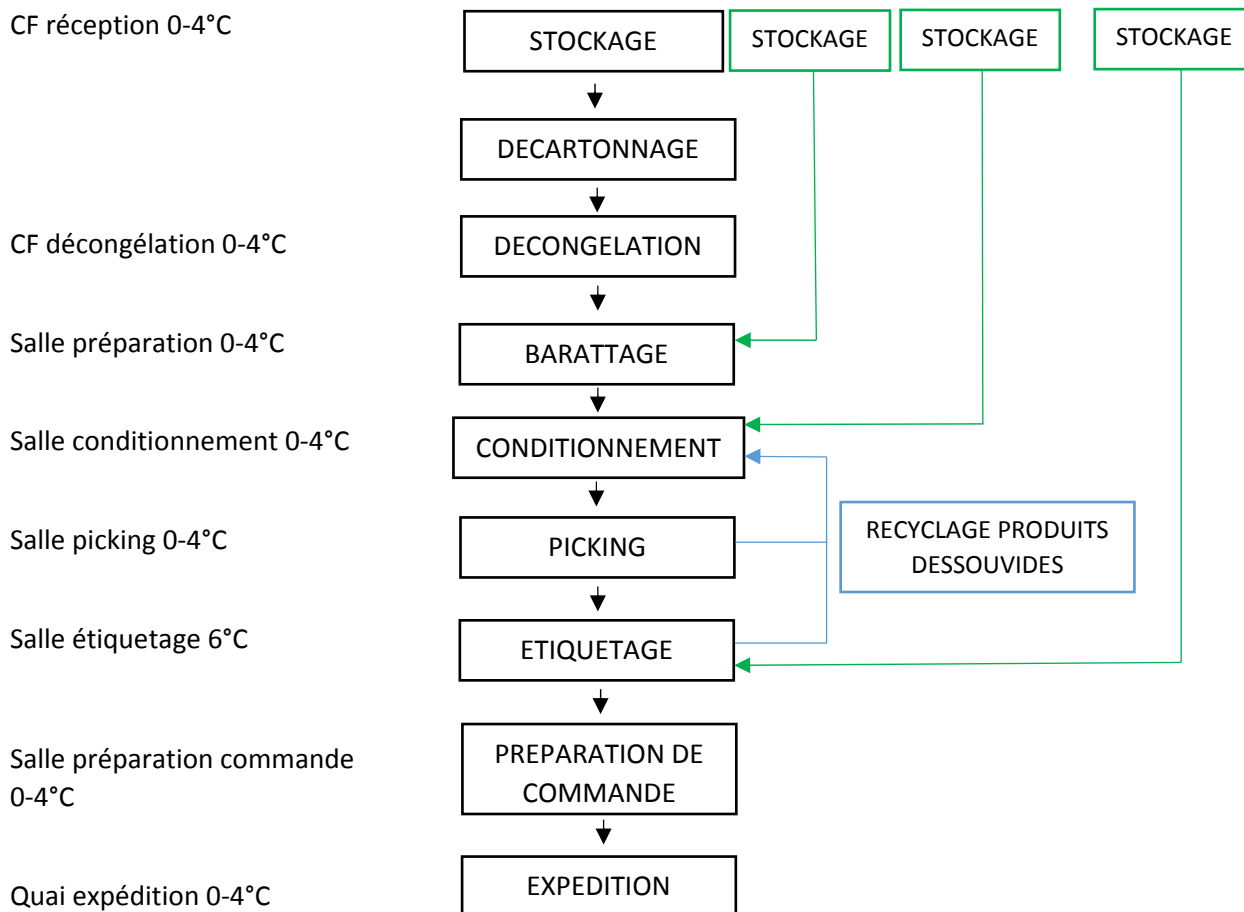 CF réception 0-4°C
STOCKAGE
STOCKAGE
STOCKAGE
STOCKAGE
DECARTONNAGE
CF décongélation 0-4°C
DECONGELATION
Salle préparation 0-4°C
BARATTAGE
Salle conditionnement 0-4°C
CONDITIONNEMENT
Salle picking 0-4°C
PICKING
RECYCLAGE PRODUITS
DESSOUVIDES
Salle étiquetage 6°C
ETIQUETAGE
Salle préparation commande
0-4°C
PREPARATION DE
COMMANDE
Quai expédition 0-4°C
EXPEDITION